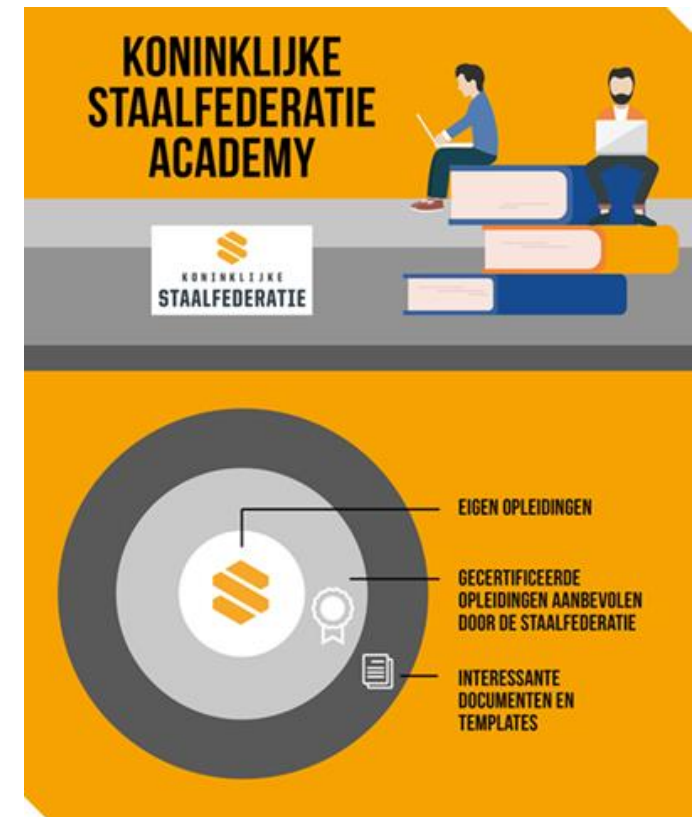 KONINKLIJKE
STAALFEDERATIE
ACADEMY
KONINKLIJKE
STAALFEDERATIE
EIGEN OPLEIDINGEN
GECERTIFICEERDE
OPLEIDINGEN AANBEVOLEN
DOOR DE STAALFEDERATIE
INTERESSANTE
DOCUMENTEN EN
TEMPLATES